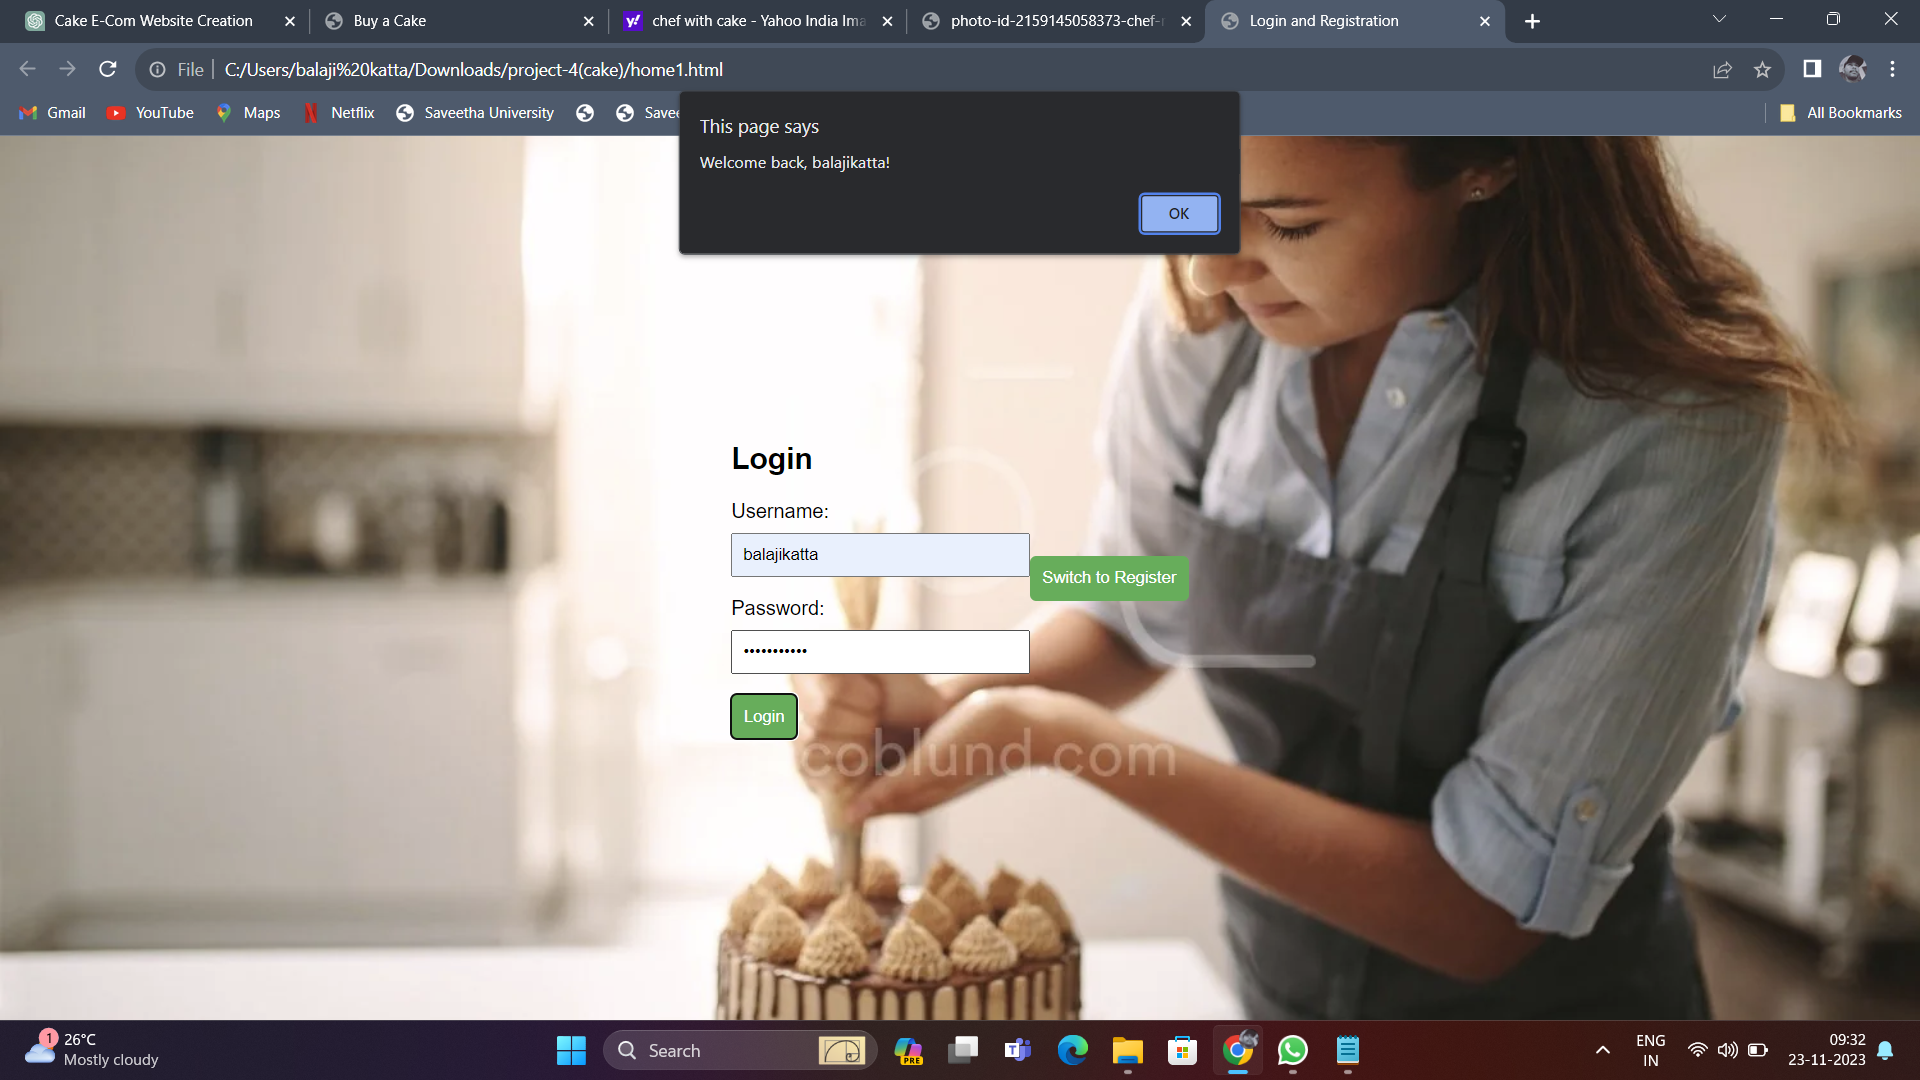 Cake E-Com Website Creation
Buy a Cake
chef with cake - Yahoo India Ima
photo-id-2159145058373-chef-r
Login and Registration
File
C:/Users/balaji%20katta/Downloads/project-4(cake)/home1.html
Gmail
YouTube
Maps
Netflix
Saveetha University
Savee
All Bookmarks
This page says
Welcome back, balajikatta!
OK
Login
Username:
balajikatta
Switch to Register
Password:
•••••••••••
Login
coblund.com
1
26°C
Mostly cloudy
Search
PRE
ENG
IN
09:32
23-11-2023